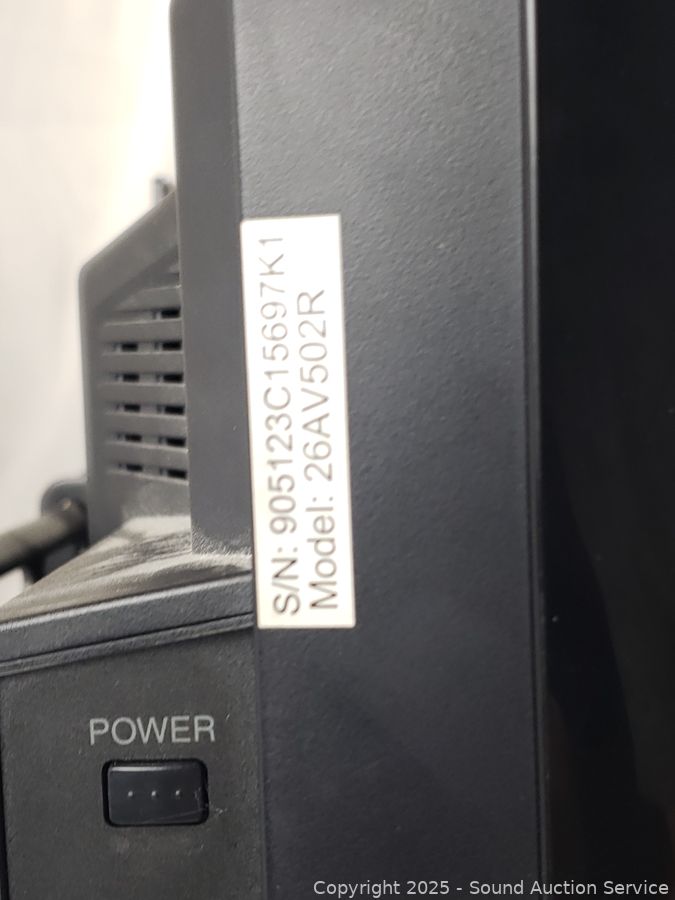 S/N: 905123C15697K1
Model: 26AV502R
POWER
Copyright 2025 - Sound Auction Service